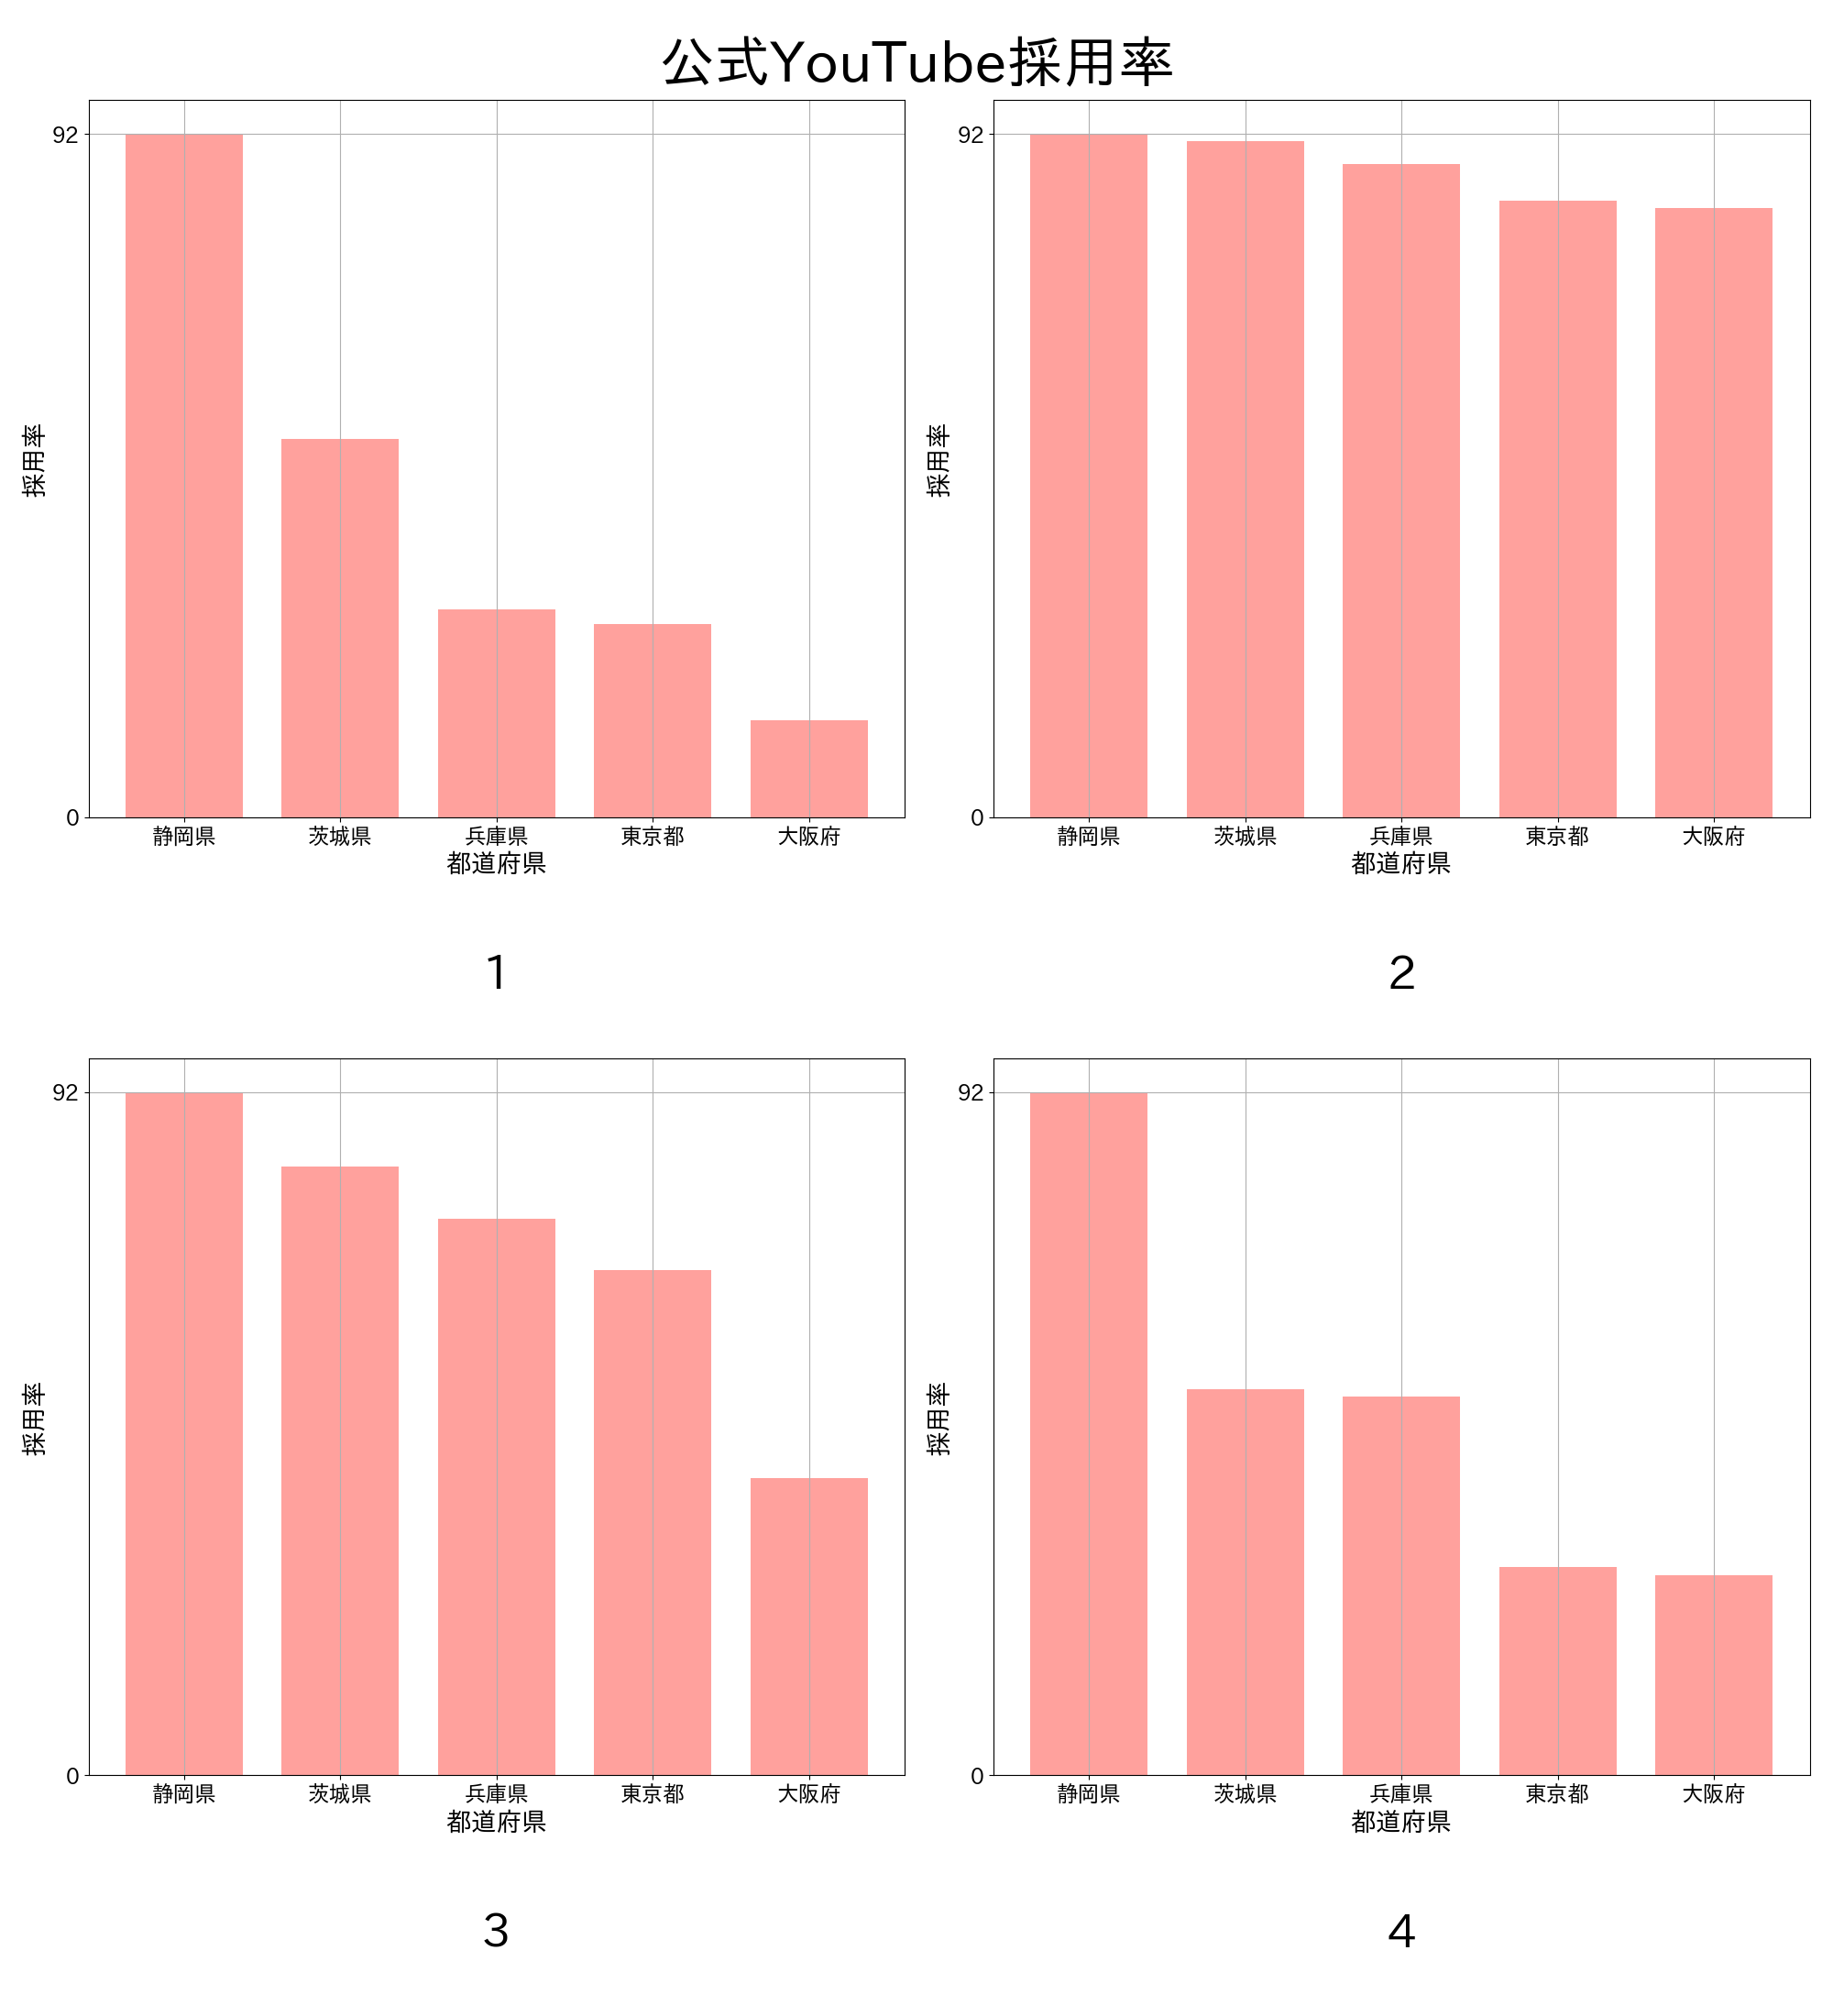 公式YouTube採用率
92
0
採用率
静岡県 茨城県 兵庫県 東京都 大阪府
都道府県
1
92
0
採用率
静岡県 茨城県 兵庫県 東京都 大阪府
都道府県
2
92
0
採用率
静岡県 茨城県 兵庫県 東京都 大阪府
都道府県
3
92
0
採用率
静岡県 茨城県 兵庫県 東京都 大阪府
都道府県
4